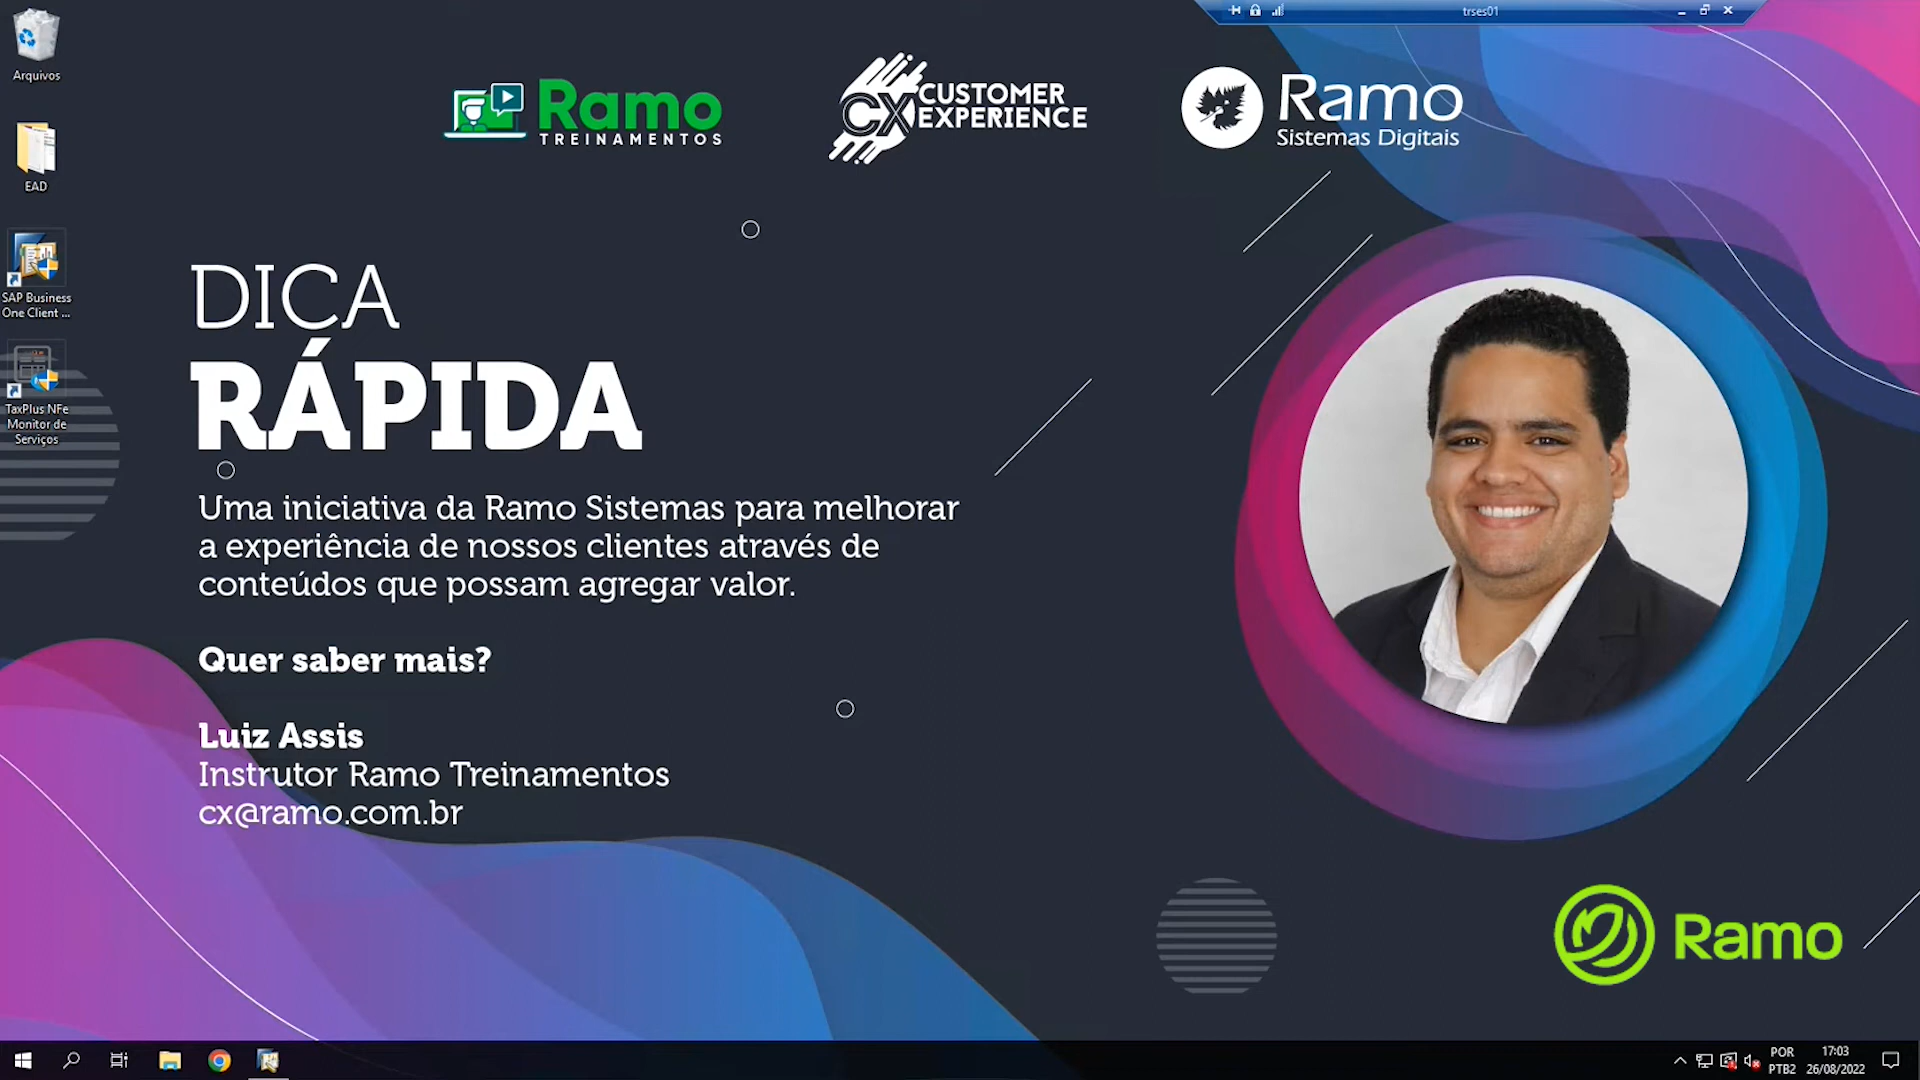 trses01
Arquivos
EAD
SAP Business
One Client ...
TaxPlus NFe
Monitor de
Serviços
Ramo
TREINAMENTOS
CX
CUSTOMER
EXPERIENCE
Ramo
Sistemas Digitais
DICA
RÁPIDA
Uma iniciativa da Ramo Sistemas para melhorar
a experiência de nossos clientes através de
conteúdos que possam agregar valor.
Quer saber mais?
Luiz Assis
Instrutor Ramo Treinamentos
cx@ramo.com.br
Ramo
POR
PTB2
17:03
26/08/2022